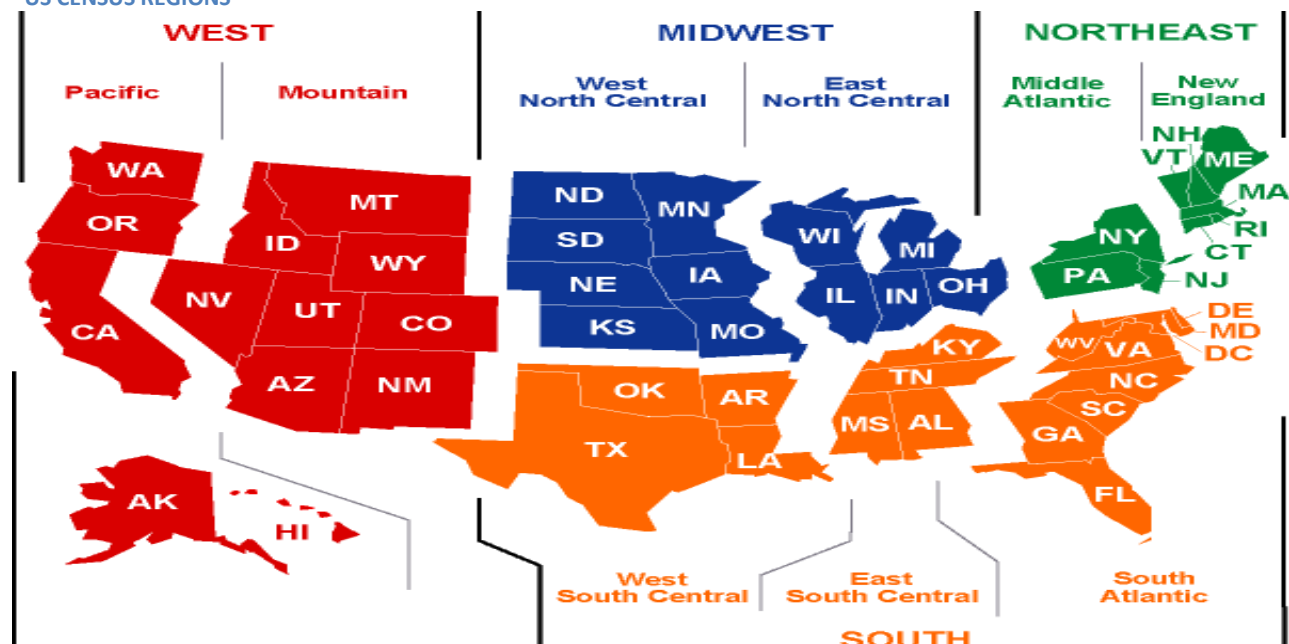 US CENSUS REGIONS
WEST
MIDWEST
NORTHEAST
Pacific
Mountain
West
North Central
East
North Central
Middle
Atlantic
New
England
WA
OR
CA
NV
ID
MT
WY
UT
CO
AZ
NM
AK
HI
ND
SD
NE
KS
MN
IA
MO
WI
MI
IL
IN
OH
NH
VT
ME
MA
RI
CT
NY
PA
NJ
DE
MD
DC
WV
VA
NC
SC
GA
FL
KY
TN
MS
AL
OK
AR
TX
LA
West
South Central
East
South Central
South
Atlantic
SOUTH